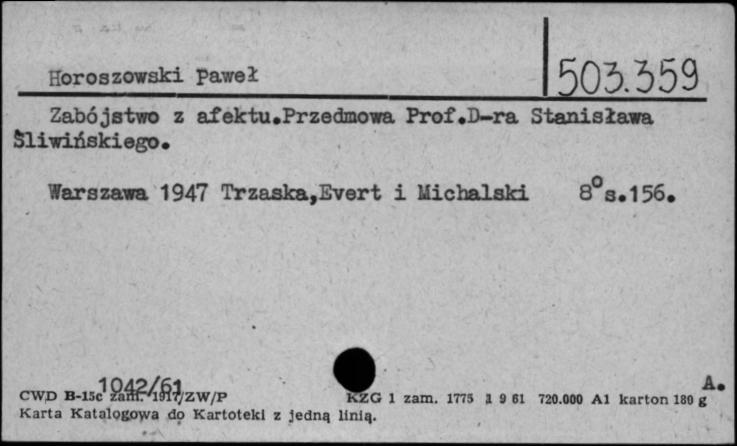 Horoszowski Paweł
503.359
Zabójstwo z afektu.Przedmowa Prof.D-ra Stanisława
Śliwińskiego.
Warszawa 1947 Trzaska,Evert i Michalski 8° s.156.
1042/61
A.
CWD B-15c zam. 1917/ZW/P KZG 1 zam. 1775 1 9 61 720.000 A1 karton 180 g
Karta Katalogowa do Kartoteki z jedną linią.